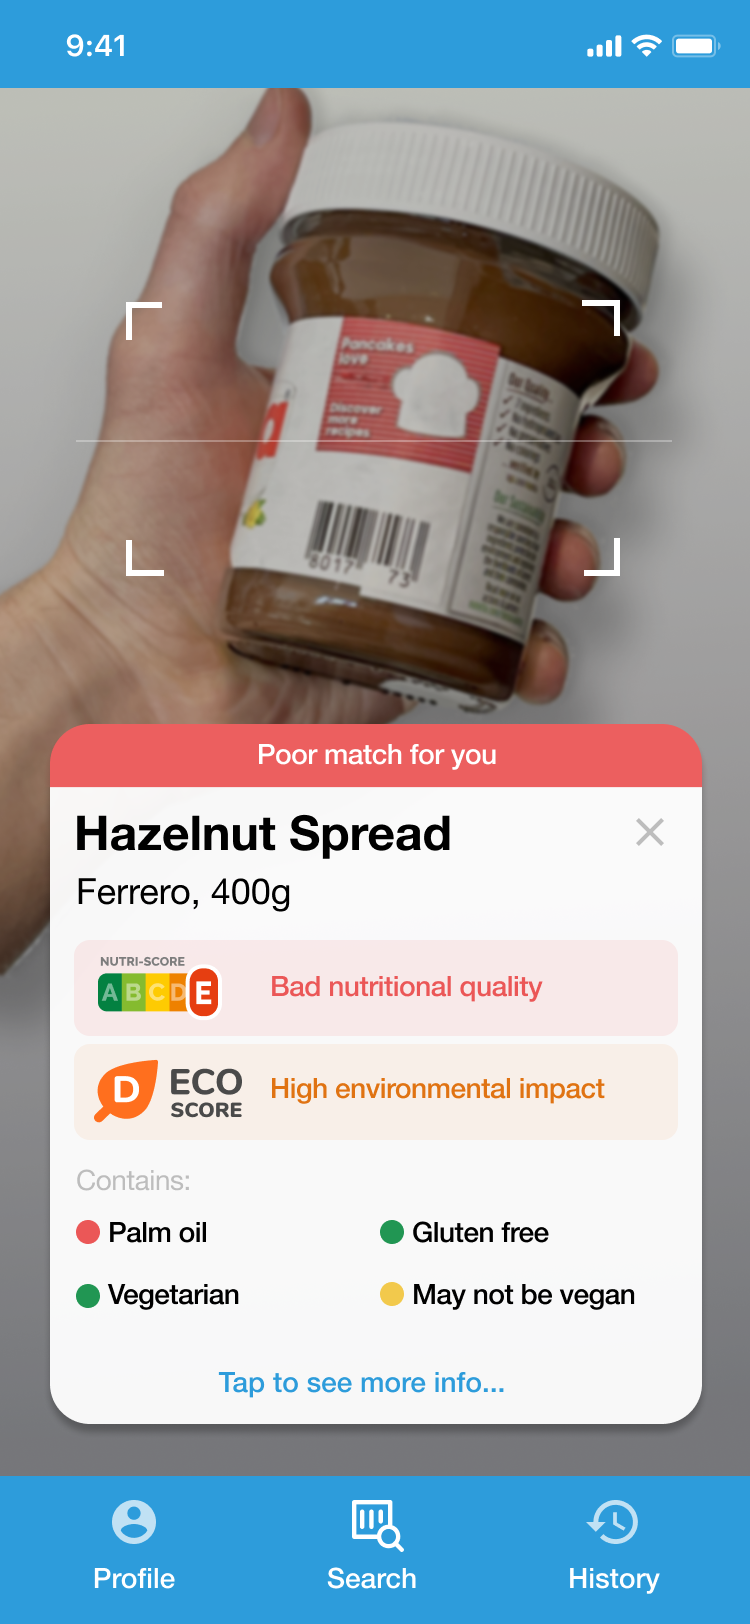 9:41
Pancakes
love
Discover
more
recipes
Our Quality
8017 73
Poor match for you
Hazelnut Spread
Ferrero, 400g
NUTRI-SCORE
A B C D E
Bad nutritional quality
D ECO
SCORE
High environmental impact
Contains:
Palm oil
Gluten free
Vegetarian
May not be vegan
Tap to see more info...
Profile
Search
History